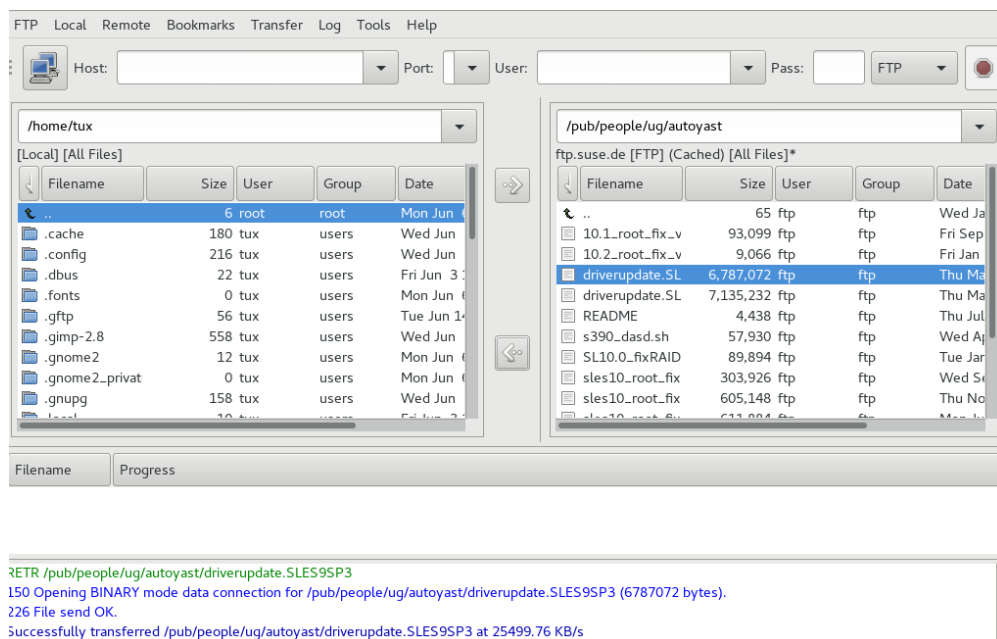 FTP Local Remote Bookmarks Transfer Log Tools Help
Host: Port: User: Pass: FTP
/home/tux
[Local] [All Files]
Filename Size User Group Date
.. 6 root root Mon Jun
.cache 180 tux users Wed Jun
.config 216 tux users Wed Jun
.dbus 22 tux users Fri Jun 3
.fonts 0 tux users Mon Jun
.gftp 56 tux users Tue Jun 14
.gimp-2.8 558 tux users Wed Jun
.gnome2 12 tux users Mon Jun
.gnome2_privat 0 tux users Mon Jun
.gnupg 158 tux users Wed Jun
/pub/people/ug/autoyast
ftp.suse.de [FTP] (Cached) [All Files]*
Filename Size User Group Date
.. 65 ftp ftp Wed Ja
10.1_root_fix_v 93,099 ftp ftp Fri Sep
10.2_root_fix_v 9,066 ftp ftp Fri Jan
driverupdate.SL 6,787,072 ftp ftp Thu Ma
driverupdate.SL 7,135,232 ftp ftp Thu Ma
README 4,438 ftp ftp Thu Jul
s390_dasd.sh 57,930 ftp ftp Wed Ap
SL10.0_fixRAID 89,894 ftp ftp Tue Jan
sles10_root_fix 303,926 ftp ftp Wed Se
sles10_root_fix 605,148 ftp ftp Thu No
Filename Progress
RETR /pub/people/ug/autoyast/driverupdate.SLES9SP3
150 Opening BINARY mode data connection for /pub/people/ug/autoyast/driverupdate.SLES9SP3 (6787072 bytes).
226 File send OK.
Successfully transferred /pub/people/ug/autoyast/driverupdate.SLES9SP3 at 25499.76 KB/s